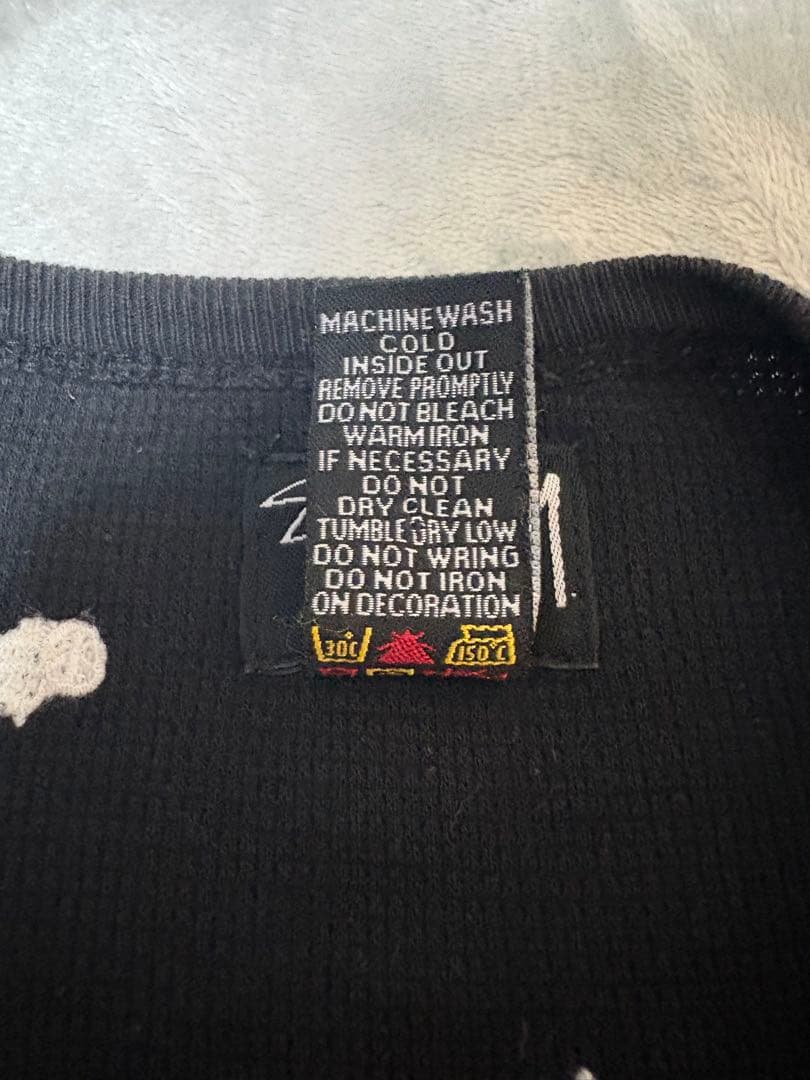 MACHINE WASH
COLD
INSIDE OUT
REMOVE PROMPTLY
DO NOT BLEACH
WARM IRON
IF NECESSARY
DO NOT
DRY CLEAN
TUMBLE DRY LOW
DO NOT WRING
DO NOT IRON
ON DECORATION
30C 150°C